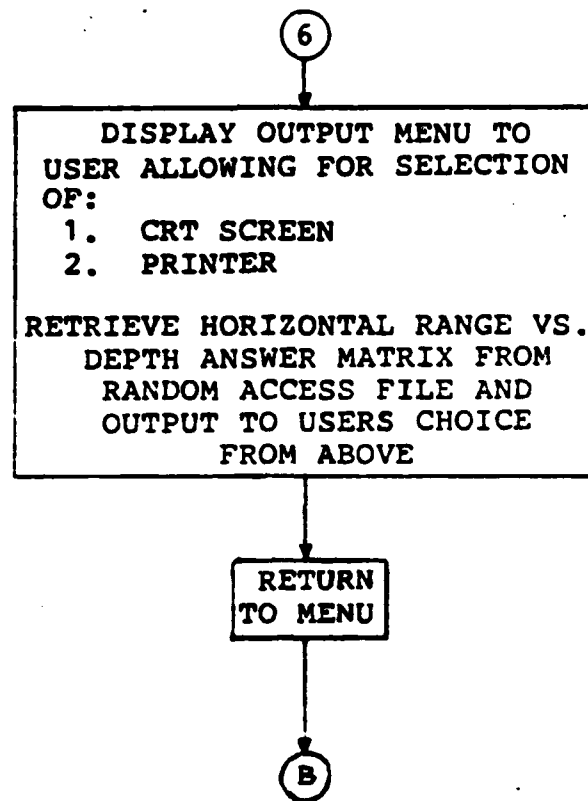 6
DISPLAY OUTPUT MENU TO
USER ALLOWING FOR SELECTION
OF:
1. CRT SCREEN
2. PRINTER
RETRIEVE HORIZONTAL RANGE VS.
DEPTH ANSWER MATRIX FROM
RANDOM ACCESS FILE AND
OUTPUT TO USERS CHOICE
FROM ABOVE
RETURN
TO MENU
B